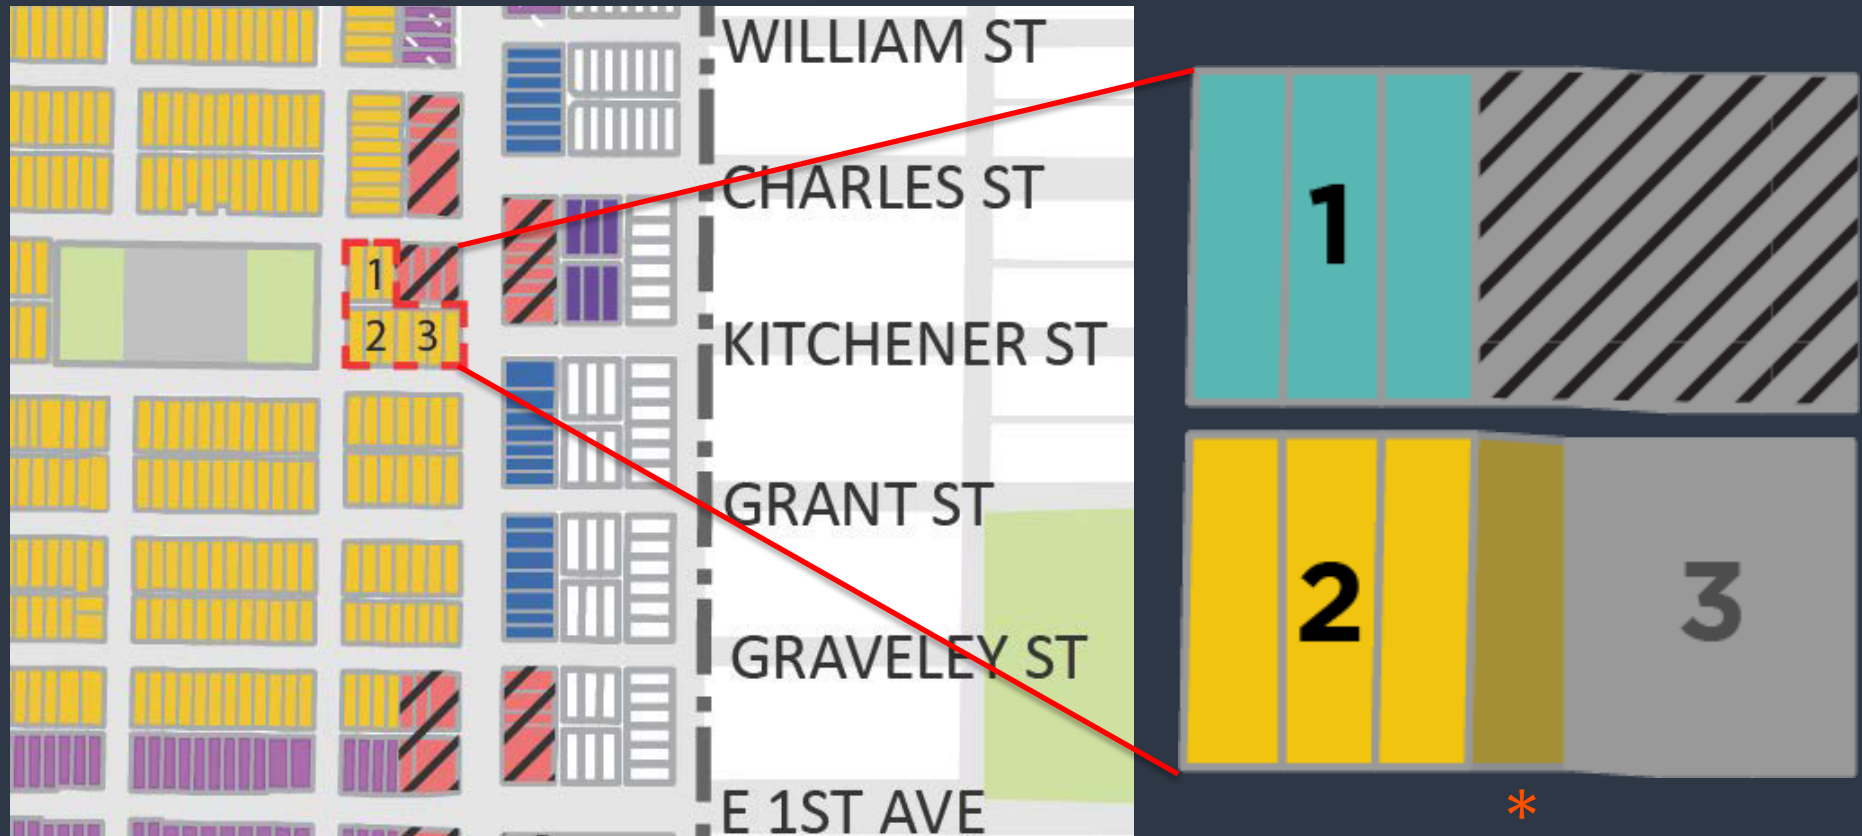 WILLIAM ST
CHARLES ST
KITCHENER ST
GRANT ST
GRAVELEY ST
E 1ST AVE
1
2
3
1
2
3
*